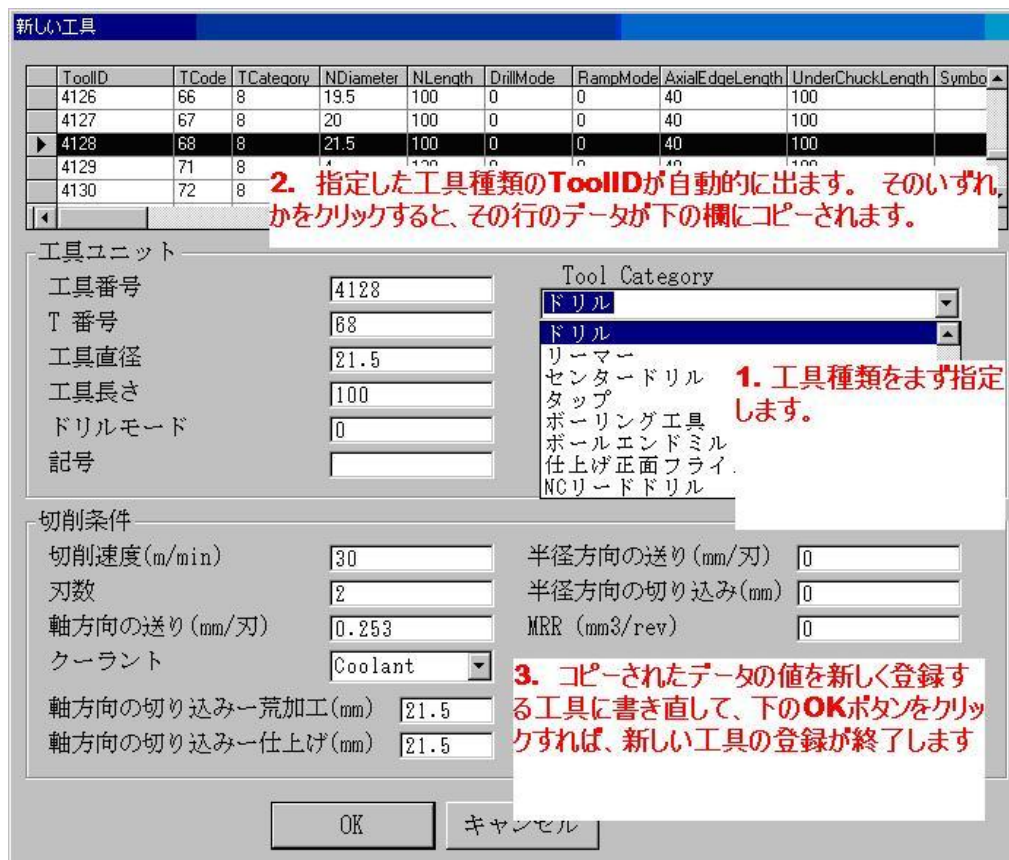 新しい工具
ToolID TCode TCategory NDiameter NLength DrillMode RampMode AxialEdgeLength UnderChuckLength Symbo
4126 66 8 19.5 100 0 0 40 100
4127 67 8 20 100 0 0 40 100
4128 68 8 21.5 100 0 0 40 100
4129 71 8
4130 72 8
2. 指定した工具種類のToolIDが自動的に出ます。 そのいずれ
かをクリックすると、その行のデータが下の欄にコピーされます。
工具ユニット
工具番号 4128
T 番号 68
工具直径 21.5
工具長さ 100
ドリルモード 0
記号
Tool Category
ドリル
ドリル
リーマー
センタードリル
タップ
ボーリング工具
ボールエンドミル
仕上げ正面フライ
NCリードドリル
1. 工具種類をまず指定
します。
切削条件
切削速度(m/min) 30
刃数 2
軸方向の送り(mm/刃) 0.253
クーラント Coolant
軸方向の切り込みー荒加工(mm) 21.5
軸方向の切り込みー仕上げ(mm) 21.5
半径方向の送り(mm/刃) 0
半径方向の切り込み(mm) 0
MRR (mm3/rev) 0
3. コピーされたデータの値を新しく登録す
る工具に書き直して、下のOKボタンをクリッ
クすれば、新しい工具の登録が終了します
OK キャンセル